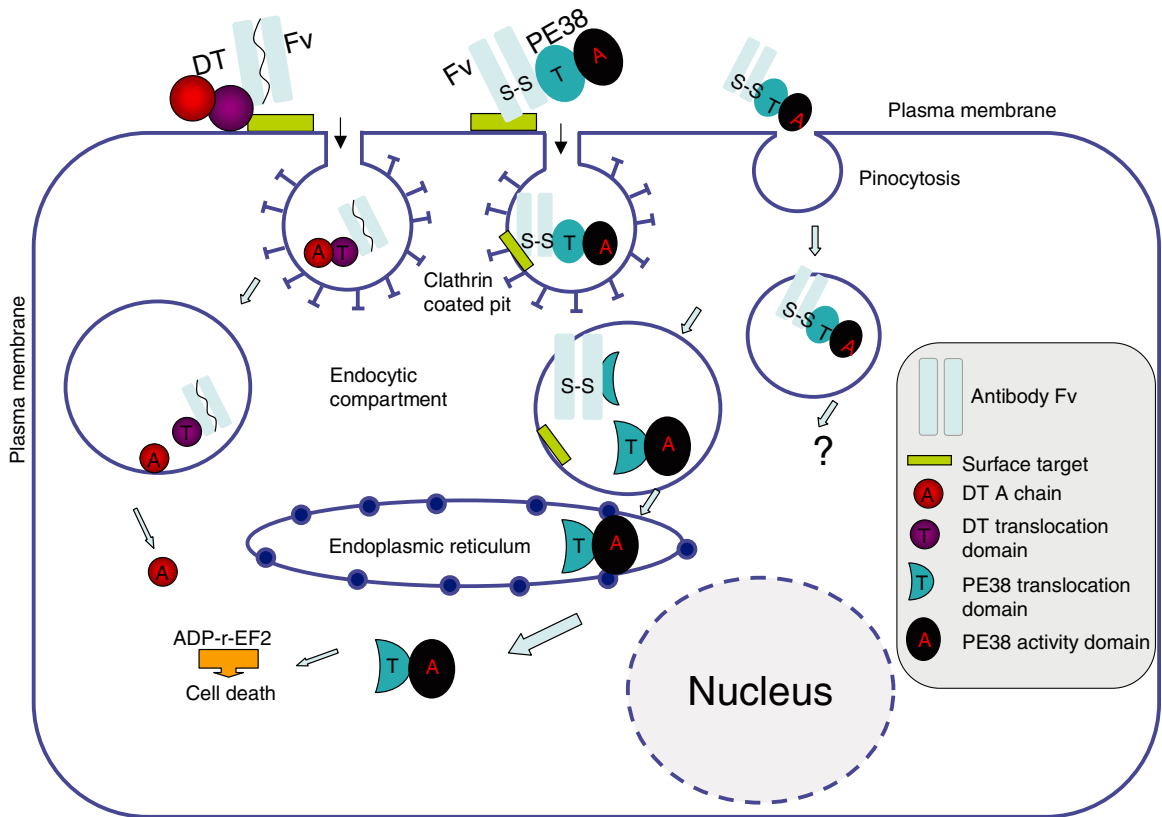 DT
Fv
Fv
S-S
PE38
T
A
S-S
T
A
Plasma membrane
Pinocytosis
A
T
S-S
T
A
Clathrin
coated pit
S-S
T
A
Plasma membrane
Endocytic
compartment
T
A
S-S
T
A
?
Endoplasmic reticulum
T
A
A
ADP-r-EF2
Cell death
T
A
Nucleus
Antibody Fv
Surface target
A
DT A chain
T
DT translocation
domain
T
PE38 translocation
domain
A
PE38 activity domain